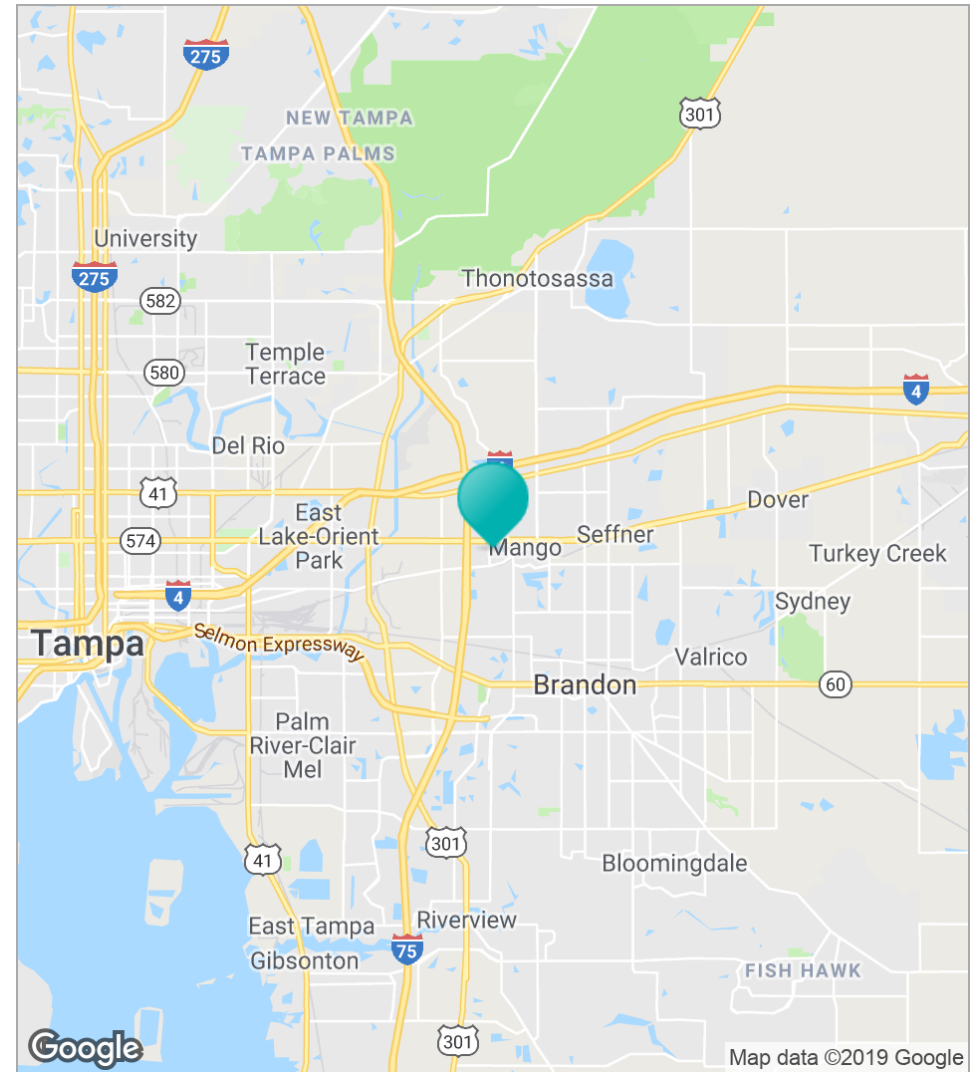 275
NEW TAMPA
301
TAMPA PALMS
University
275
Thonotosassa
582
Temple
Terrace
580
4
Del Rio
41
Dover
East
Lake-Orient
Park
574
Mango
Seffner
Turkey Creek
4
Sydney
Selmon Expressway
Tampa
Valrico
Brandon
60
Palm
River-Clair
Mel
301
41
Bloomingdale
East Tampa
Riverview
75
Gibsonton
FISH HAWK
301
Google
Map data ©2019 Google